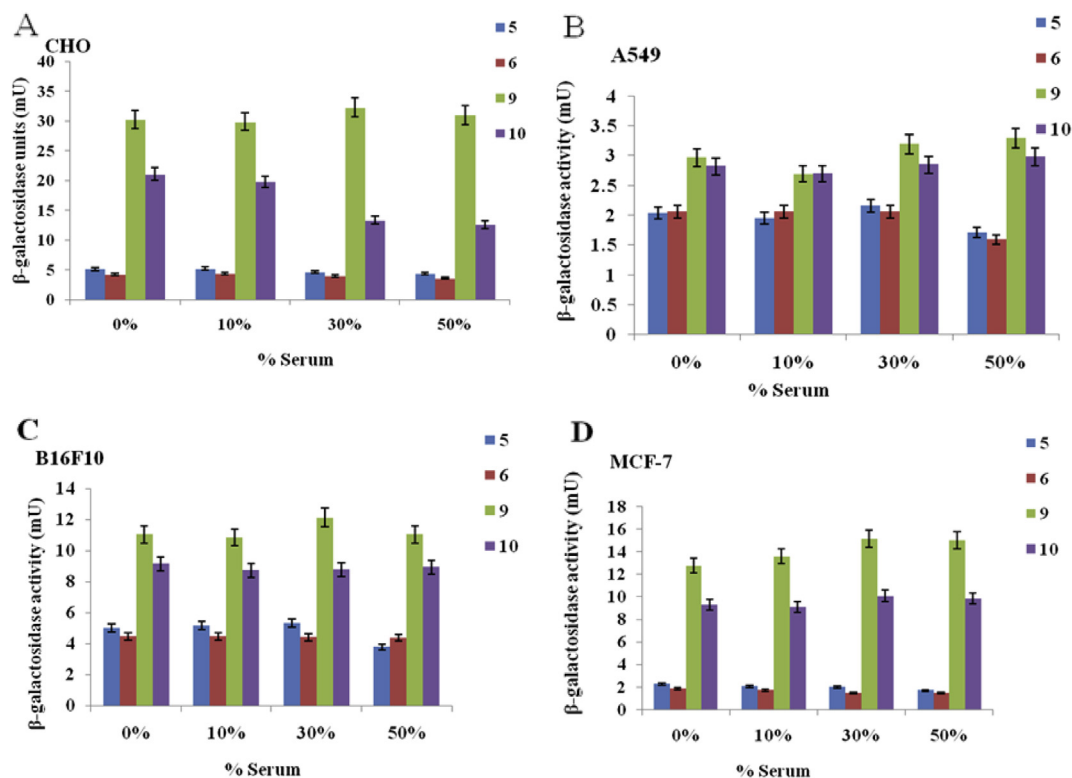 A
CHO
β-galactosidase units (mU)
40
35
30
25
20
15
10
5
0
0% 10% 30% 50%
% Serum
5
6
9
10
B
A549
β-galactosidase activity (mU)
4
3.5
3
2.5
2
1.5
1
0.5
0
0% 10% 30% 50%
% Serum
5
6
9
10
C
B16F10
β-galactosidase activity (mU)
14
12
10
8
6
4
2
0
0% 10% 30% 50%
% Serum
5
6
9
10
D
MCF-7
β-galactosidase activity (mU)
18
16
14
12
10
8
6
4
2
0
0% 10% 30% 50%
% Serum
5
6
9
10